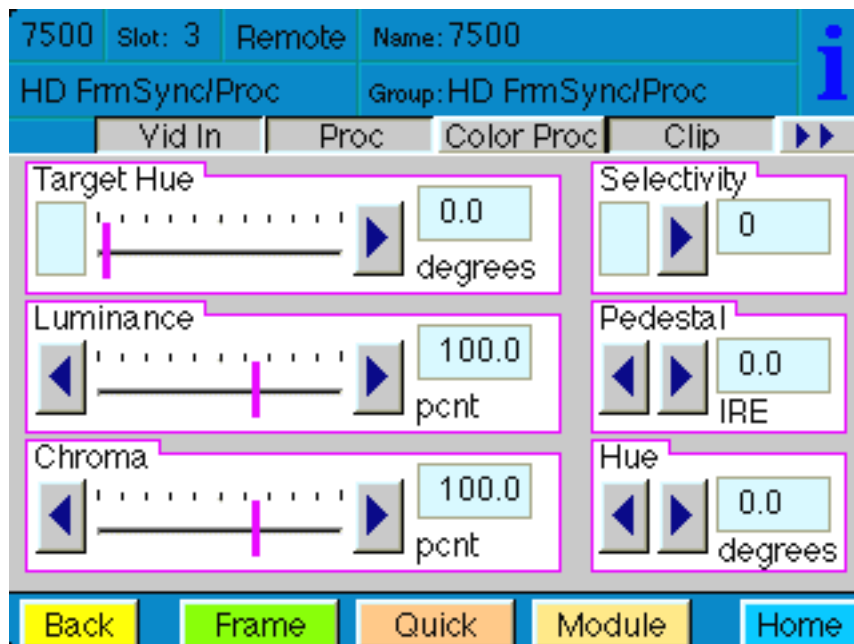 7500 Slot: 3 Remote Name: 7500 i
HD FrmSync/Proc Group: HD FrmSync/Proc
Vid In Proc Color Proc Clip
Target Hue
0.0
degrees
Selectivity
0
Luminance
100.0
pcnt
Pedestal
0.0
IRE
Chroma
100.0
pcnt
Hue
0.0
degrees
Back Frame Quick Module Home